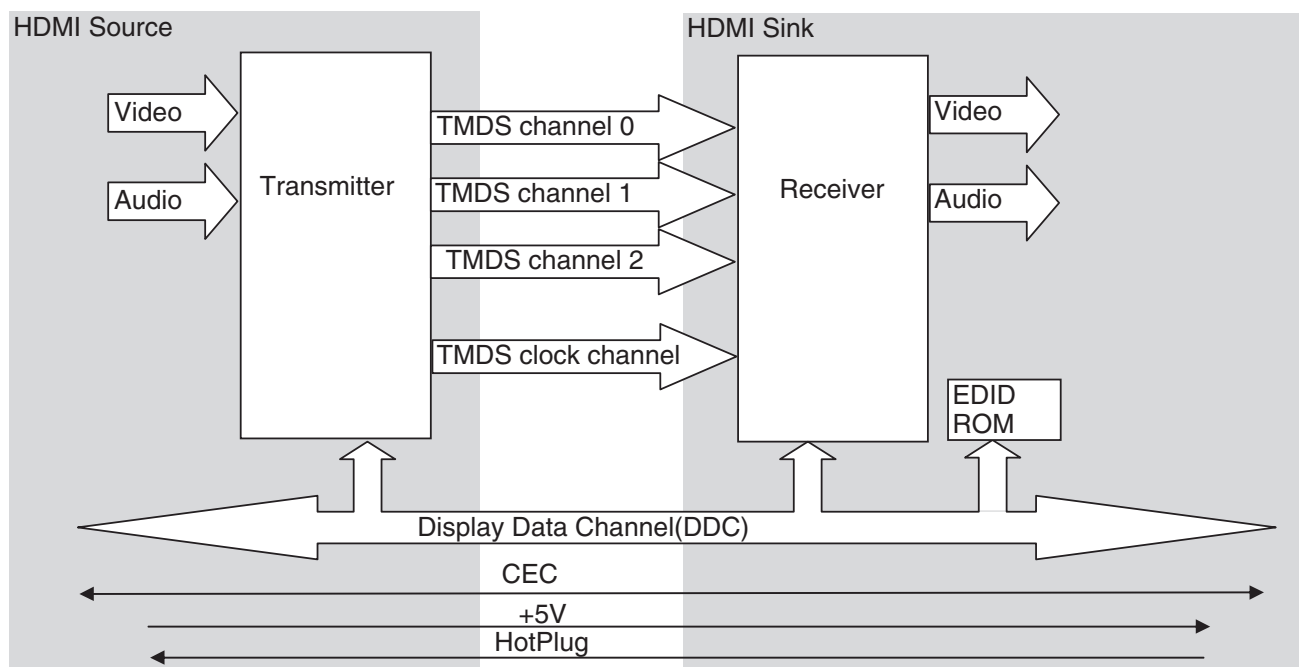 HDMI Source
HDMI Sink
Video
Audio
Transmitter
TMDS channel 0
TMDS channel 1
TMDS channel 2
TMDS clock channel
Receiver
Video
Audio
EDID
ROM
Display Data Channel(DDC)
CEC
+5V
HotPlug